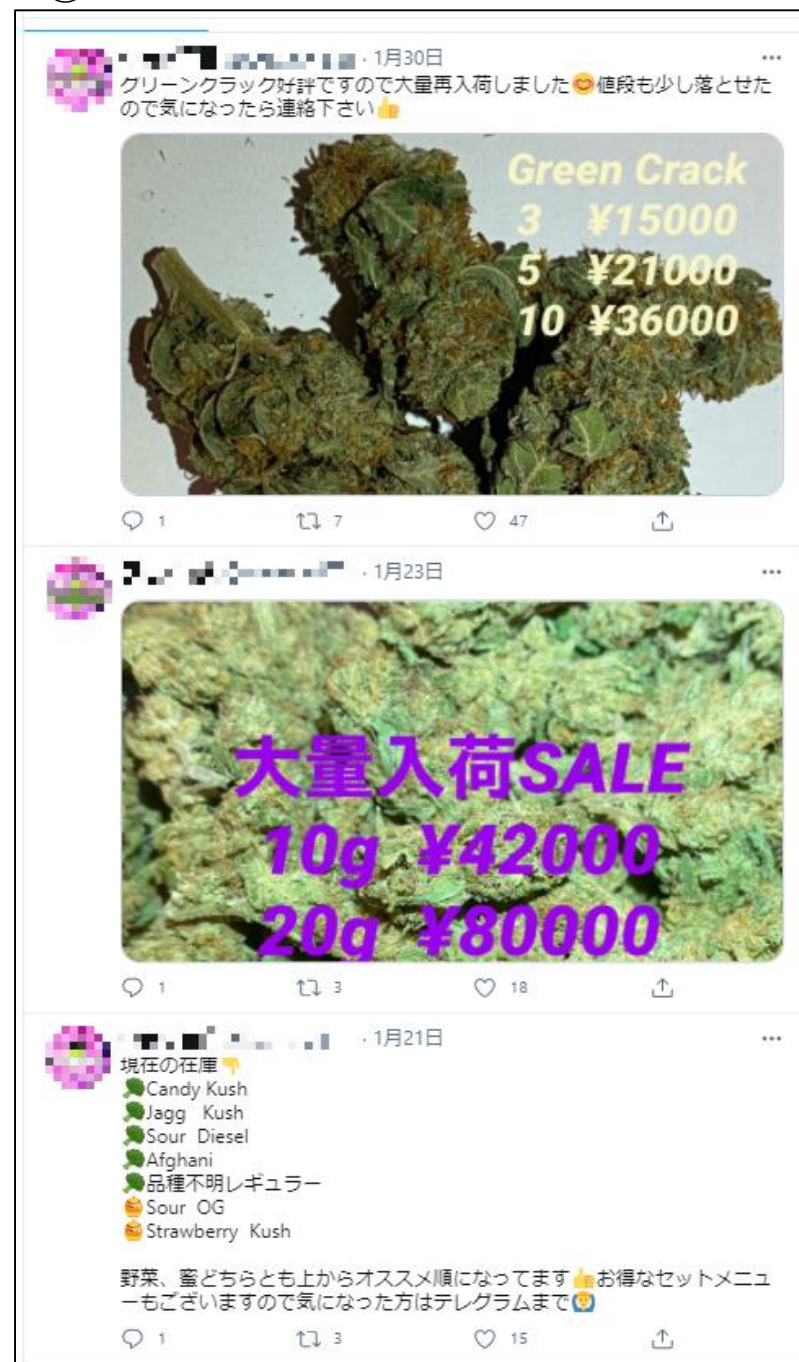 1月30日
グリーンクラック好評ですので大量再入荷しました😊値段も少し落とせた
ので気になったら連絡下さい👍
Green Crack
3 ¥15000
5 ¥21000
10 ¥36000
1 7 47
1月23日
大量入荷SALE
10g ¥42000
20g ¥80000
1 3 18
1月21日
現在の在庫👇
🥦Candy Kush
🥦Jagg Kush
🥦Sour Diesel
🥦Afghani
🥦品種不明レギュラー
🍯Sour OG
🍯Strawberry Kush
野菜、蜜どちらとも上からオススメ順になってます👍お得なセットメニュ
ーもございますので気になった方はテレグラムまで🙆
1 3 15